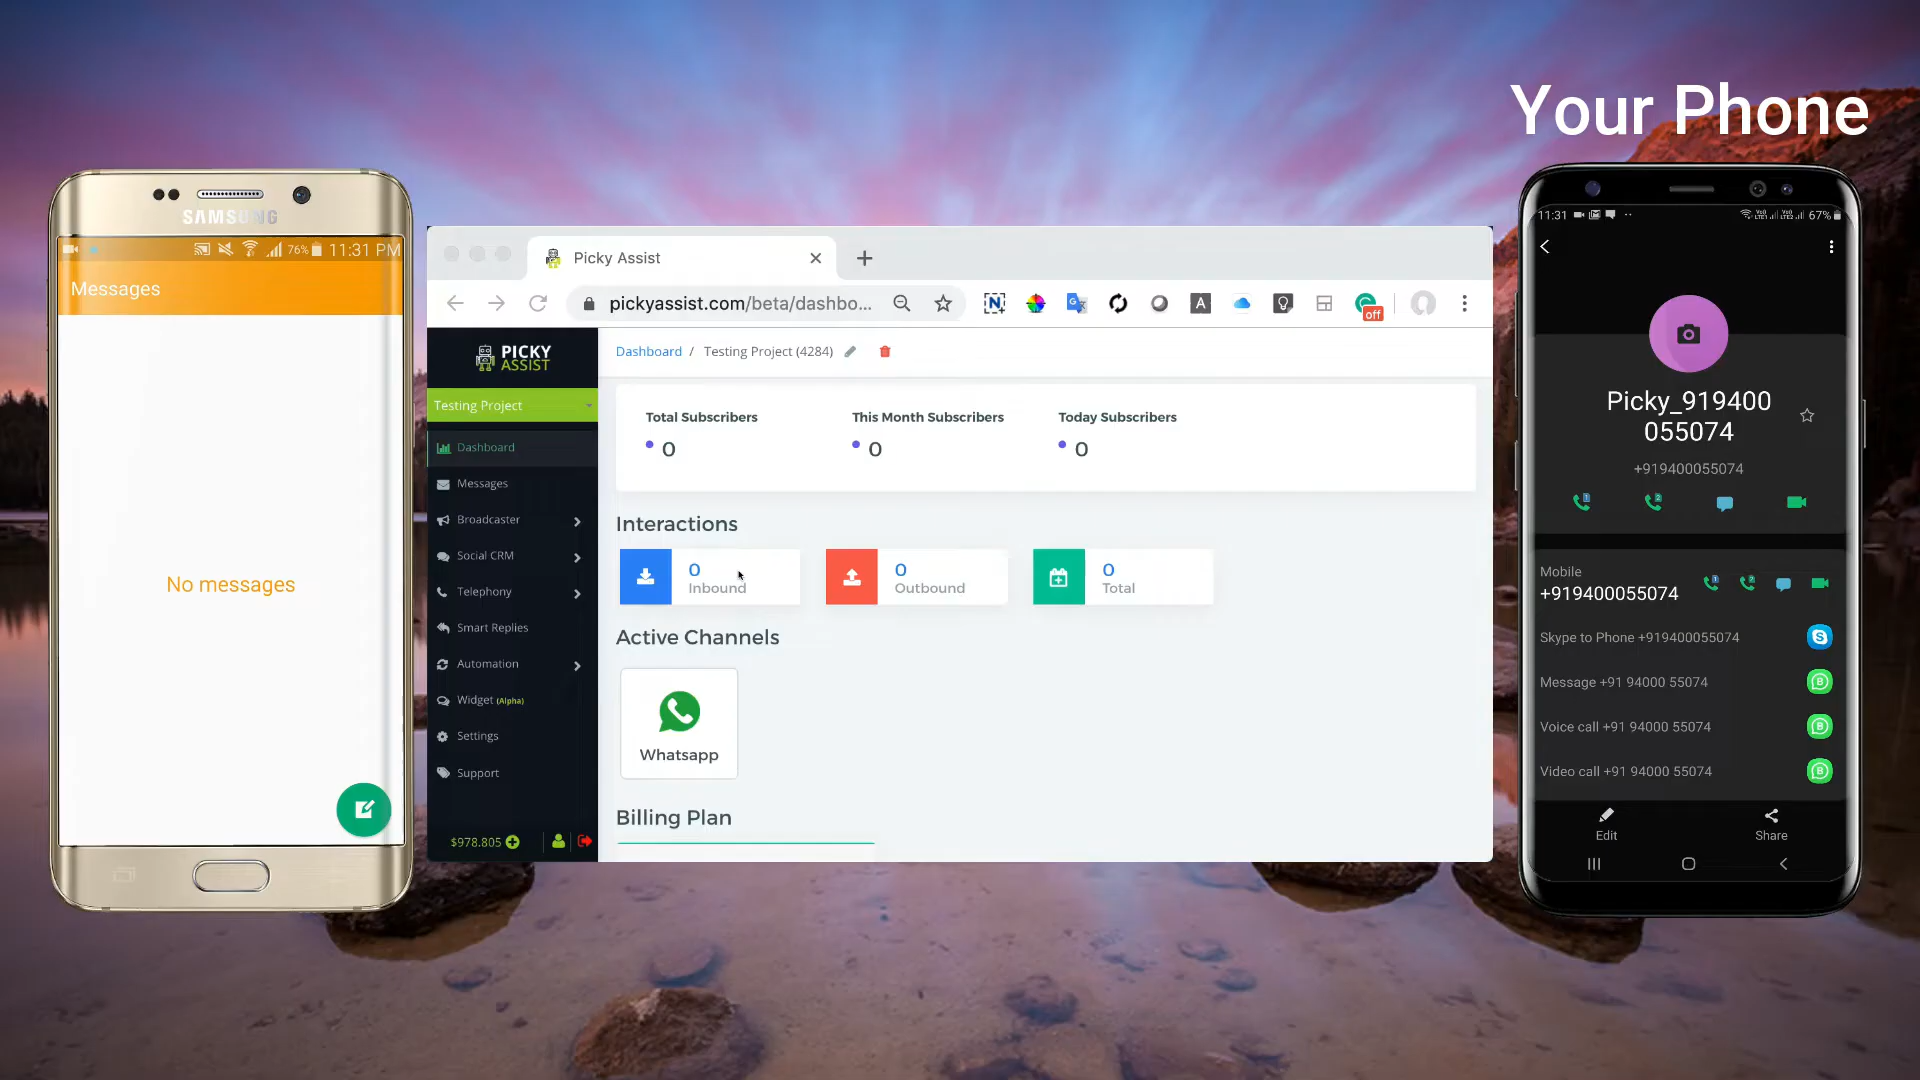 Your Phone
SAMSUNG
76% 11:31 PM
Messages
No messages
Picky Assist
pickyassist.com/beta/dashbo...
A
off
PICKY
ASSIST
Testing Project
Dashboard
Messages
Broadcaster
Social CRM
Telephony
Smart Replies
Automation
Widget (Alpha)
Settings
Support
$978.805
Dashboard / Testing Project (4284)
Total Subscribers This Month Subscribers Today Subscribers
0 0 0
Interactions
0 0 0
Inbound Outbound Total
Active Channels
Whatsapp
Billing Plan
11:31 67%
Picky_919400
055074
+919400055074
Mobile
+919400055074
Skype to Phone +919400055074
Message +91 94000 55074
Voice call +91 94000 55074
Video call +91 94000 55074
Edit Share